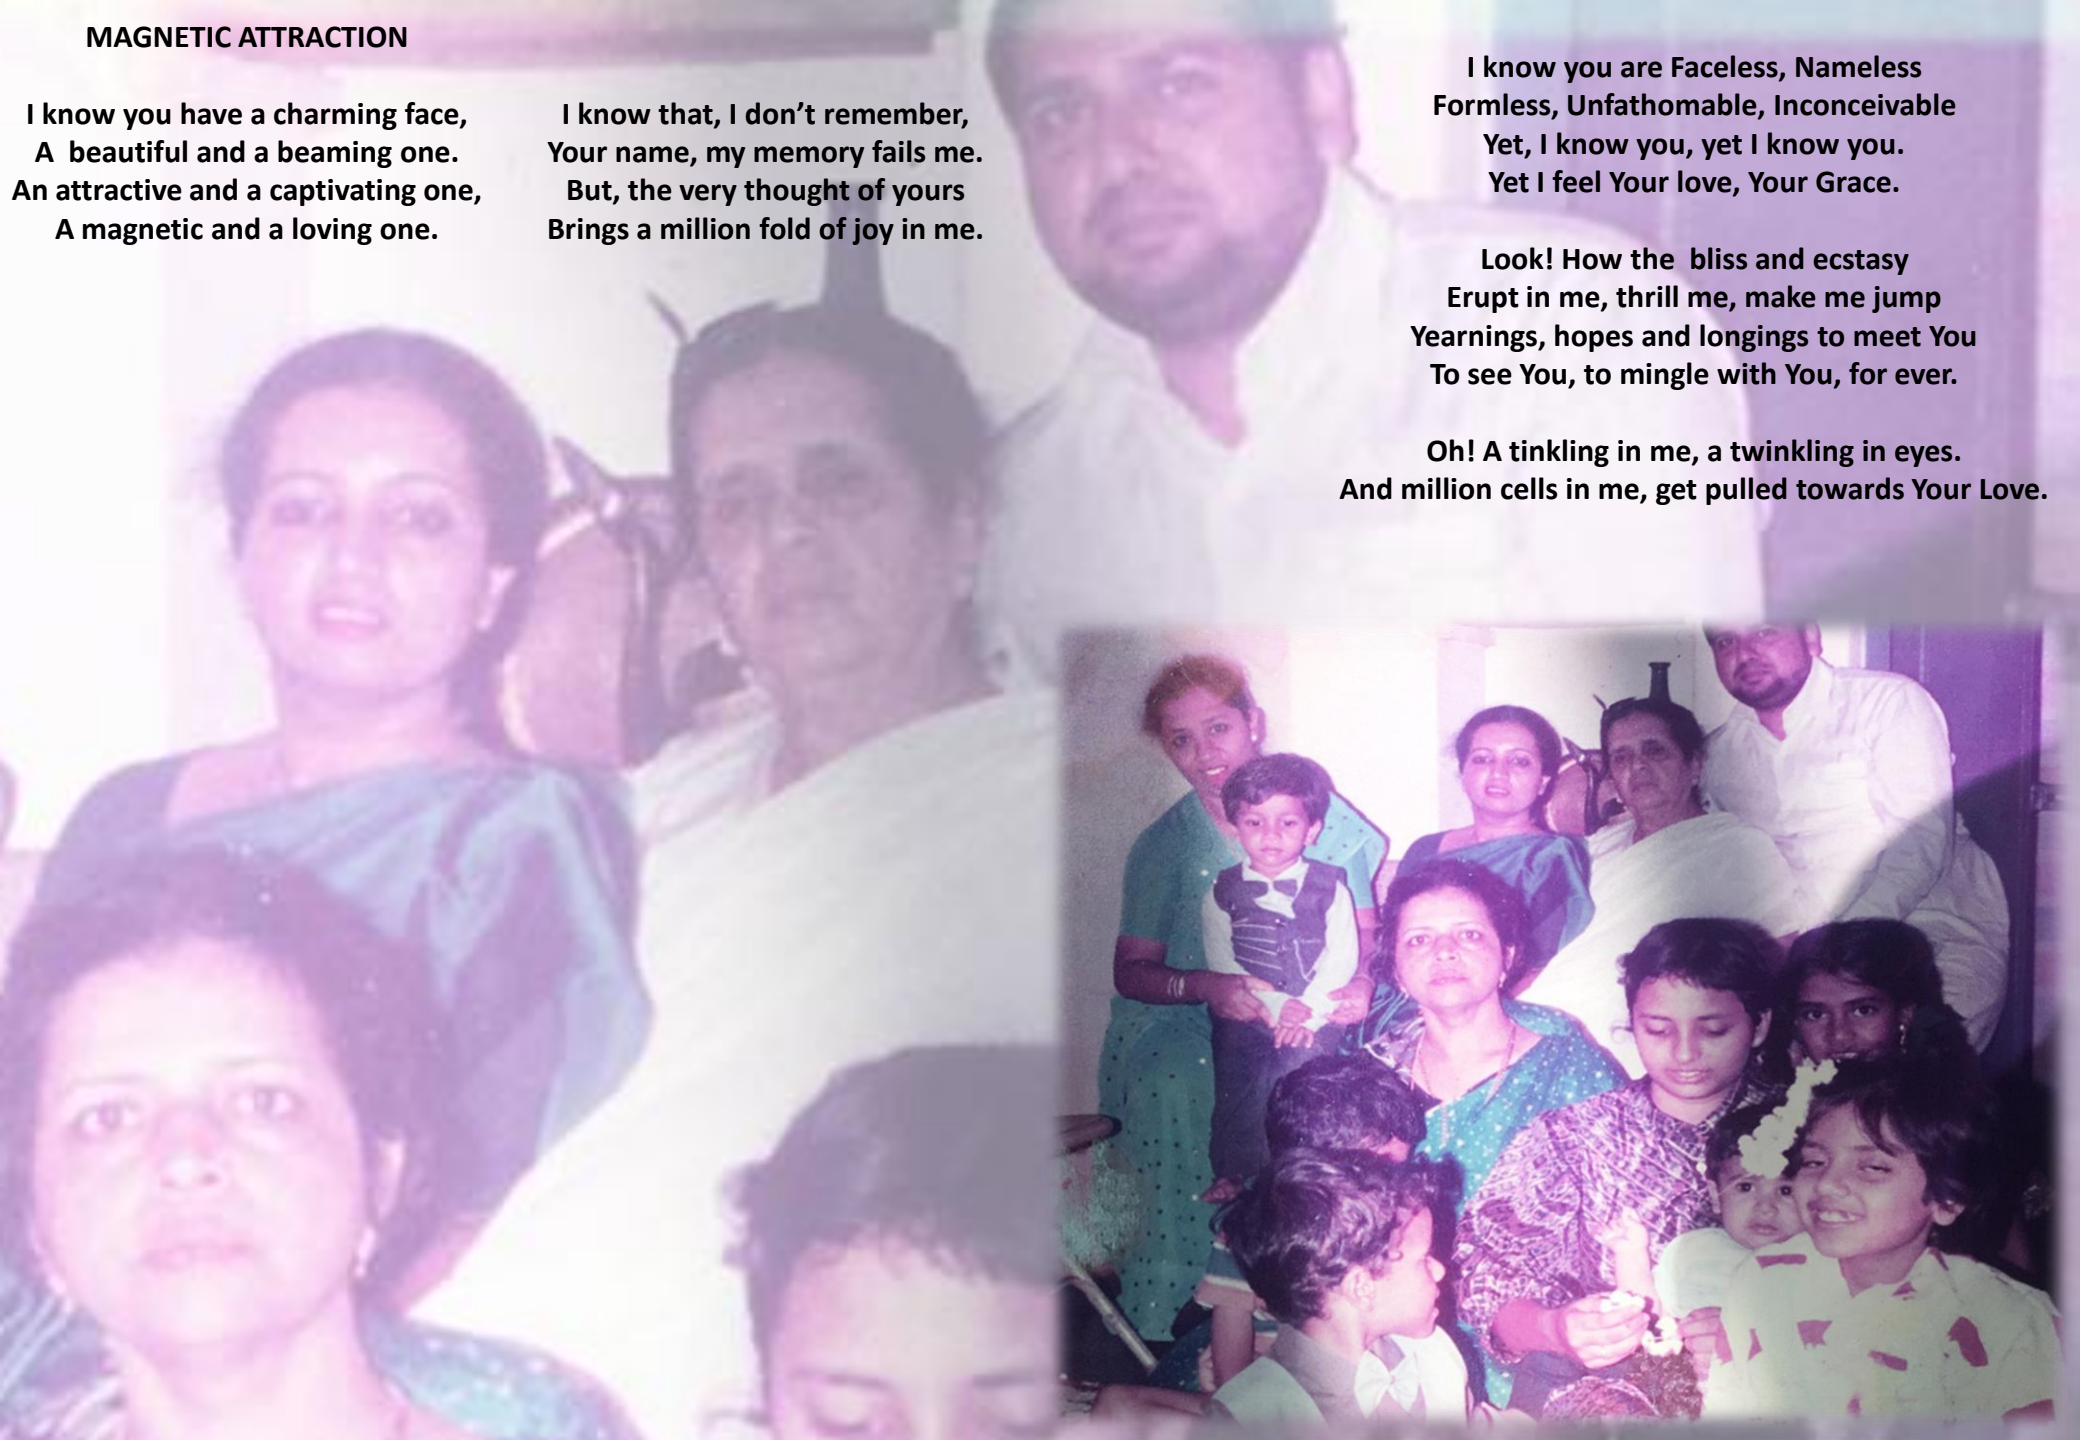 MAGNETIC ATTRACTION
I know you have a charming face,
A beautiful and a beaming one.
An attractive and a captivating one,
A magnetic and a loving one.
I know that, I don’t remember,
Your name, my memory fails me.
But, the very thought of yours
Brings a million fold of joy in me.
I know you are Faceless, Nameless
Formless, Unfathomable, Inconceivable
Yet, I know you, yet I know you.
Yet I feel Your love, Your Grace.
Look! How the bliss and ecstasy
Erupt in me, thrill me, make me jump
Yearnings, hopes and longings to meet You
To see You, to mingle with You, for ever.
Oh! A tinkling in me, a twinkling in eyes.
And million cells in me, get pulled towards Your Love.